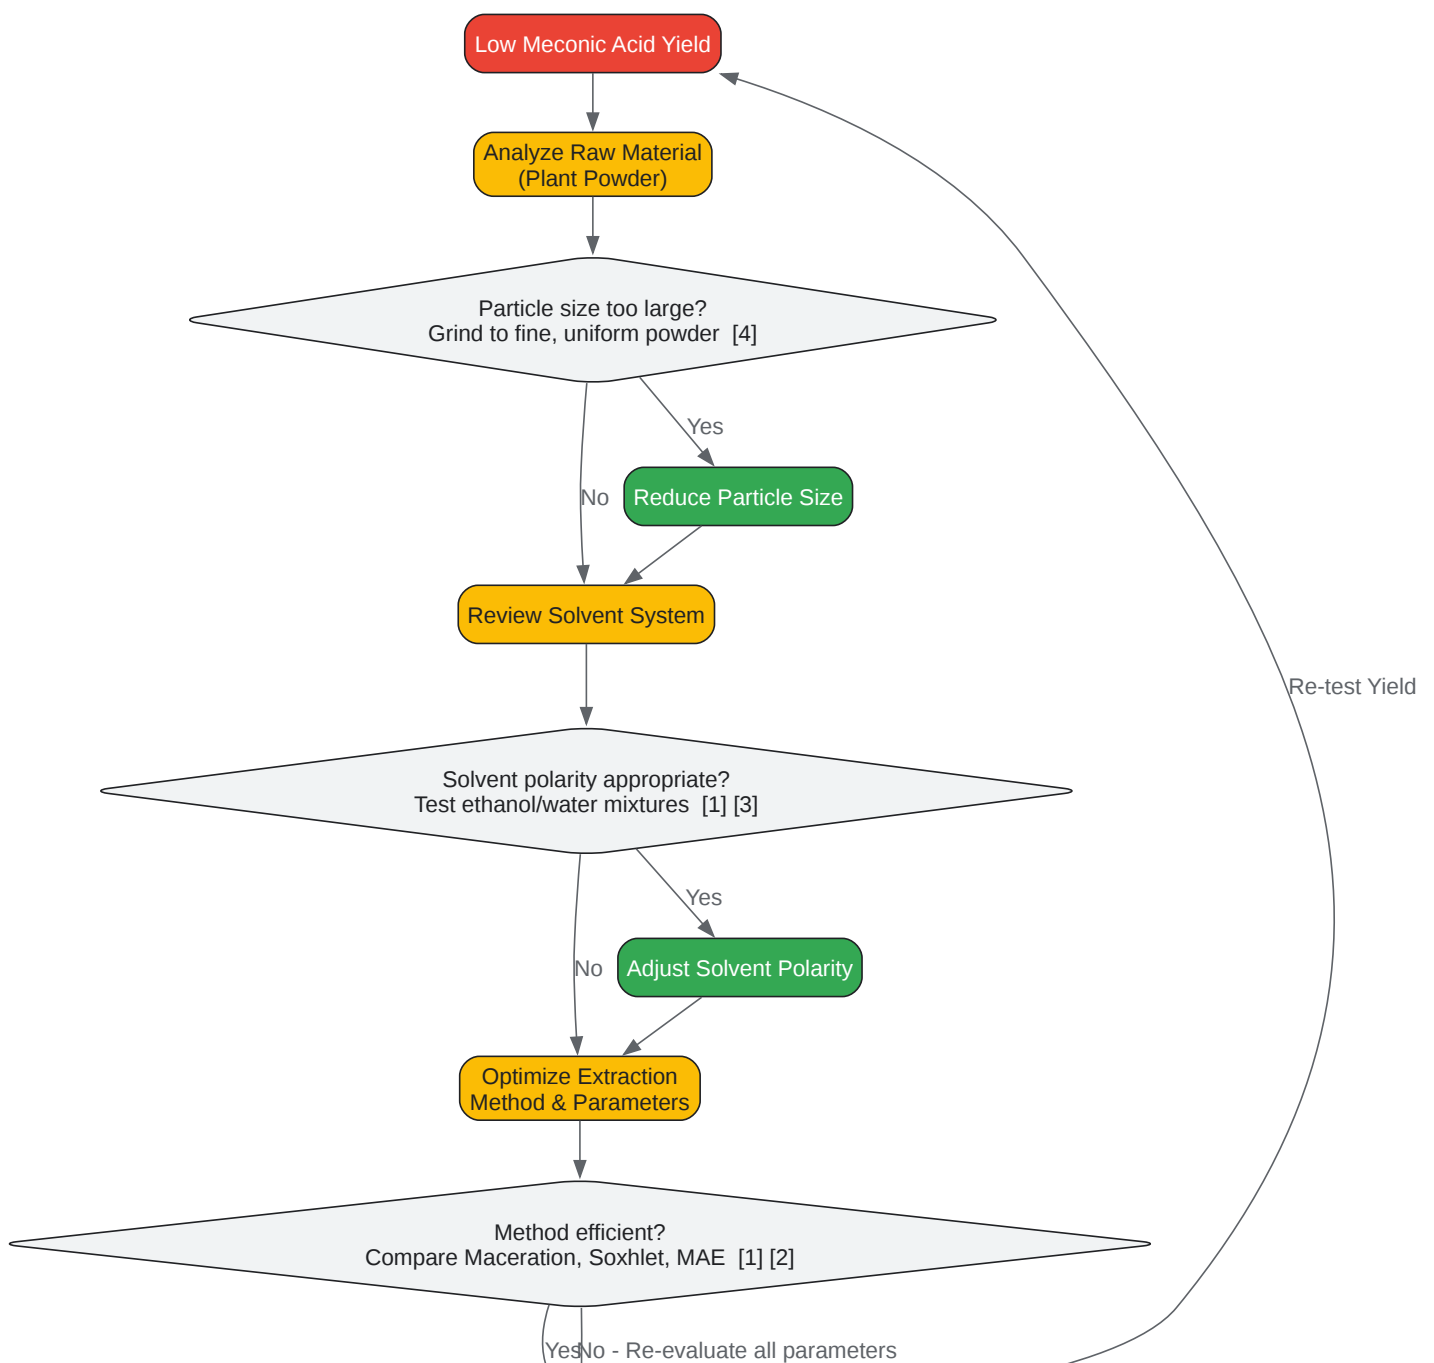 Low Meconic Acid Yield
Analyze Raw Material
(Plant Powder)
Particle size too large?
Grind to fine, uniform powder  [4]
Yes
No
Reduce Particle Size
Review Solvent System
Re-test Yield
Solvent polarity appropriate?
Test ethanol/water mixtures  [1] [3]
Yes
No
Adjust Solvent Polarity
Optimize Extraction
Method & Parameters
Method efficient?
Compare Maceration, Soxhlet, MAE  [1] [2]
Yes
No - Re-evaluate all parameters